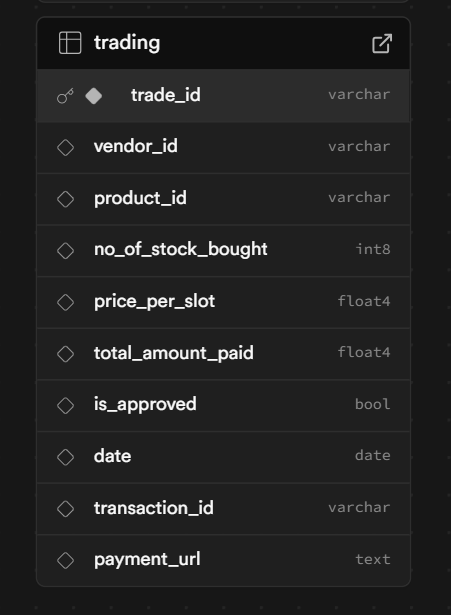 trading
trade_id varchar
vendor_id varchar
product_id varchar
no_of_stock_bought int8
price_per_slot float4
total_amount_paid float4
is_approved bool
date date
transaction_id varchar
payment_url text